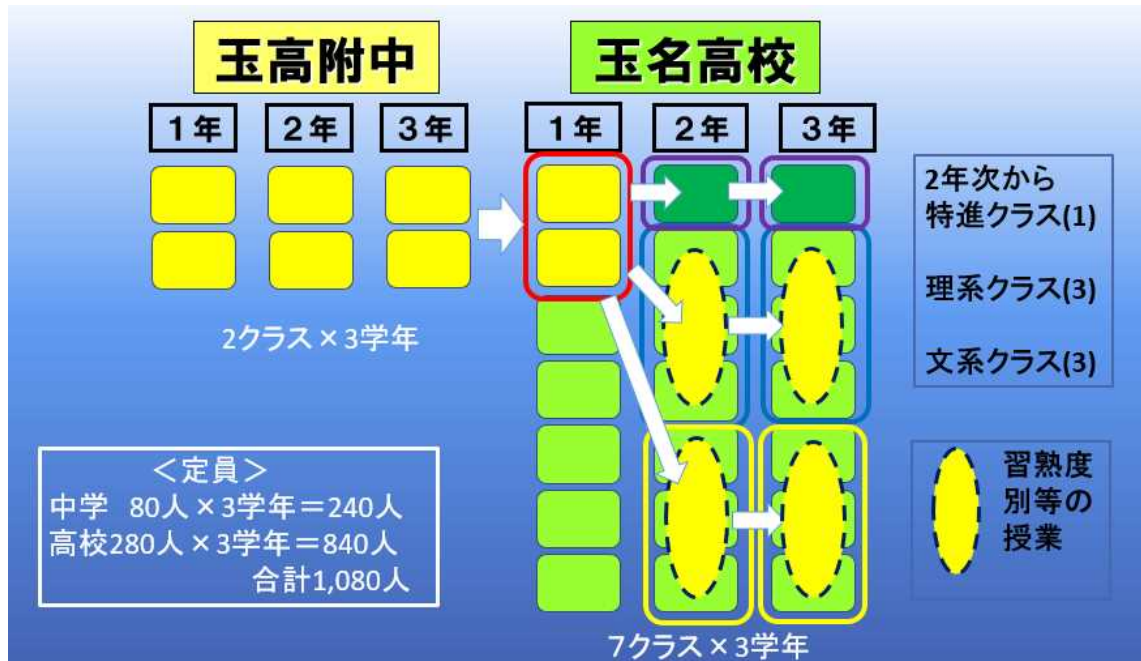 玉高附中
玉名高校
1年
2年
3年
1年
2年
3年
2クラス×3学年
<定員>
中学 80人×3学年=240人
高校280人×3学年=840人
合計1,080人
7クラス×3学年
2年次から
特進クラス(1)
理系クラス(3)
文系クラス(3)
習熟度
別等の
授業